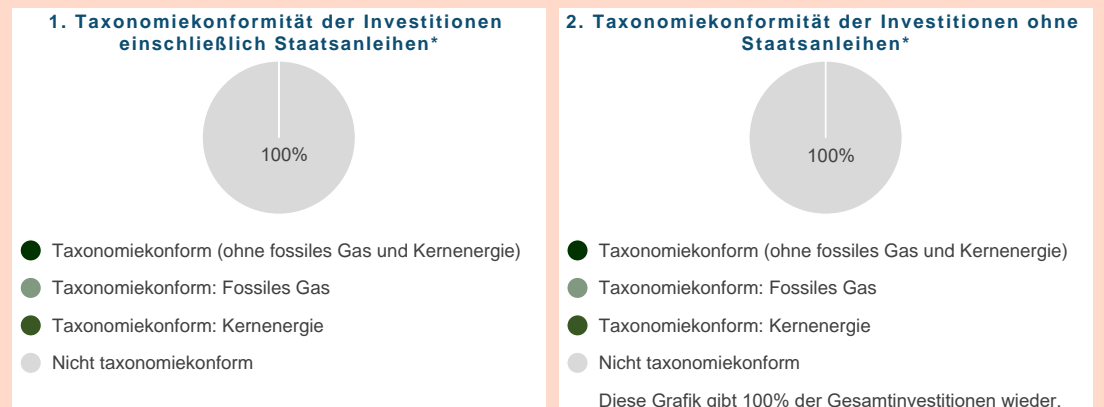 1. Taxonomiekonformität der Investitionen
einschließlich Staatsanleihen*
100%
Taxonomiekonform (ohne fossiles Gas und Kernenergie)
Taxonomiekonform: Fossiles Gas
Taxonomiekonform: Kernenergie
Nicht taxonomiekonform
2. Taxonomiekonformität der Investitionen ohne
Staatsanleihen*
100%
Taxonomiekonform (ohne fossiles Gas und Kernenergie)
Taxonomiekonform: Fossiles Gas
Taxonomiekonform: Kernenergie
Nicht taxonomiekonform
Diese Grafik gibt 100% der Gesamtinvestitionen wieder.